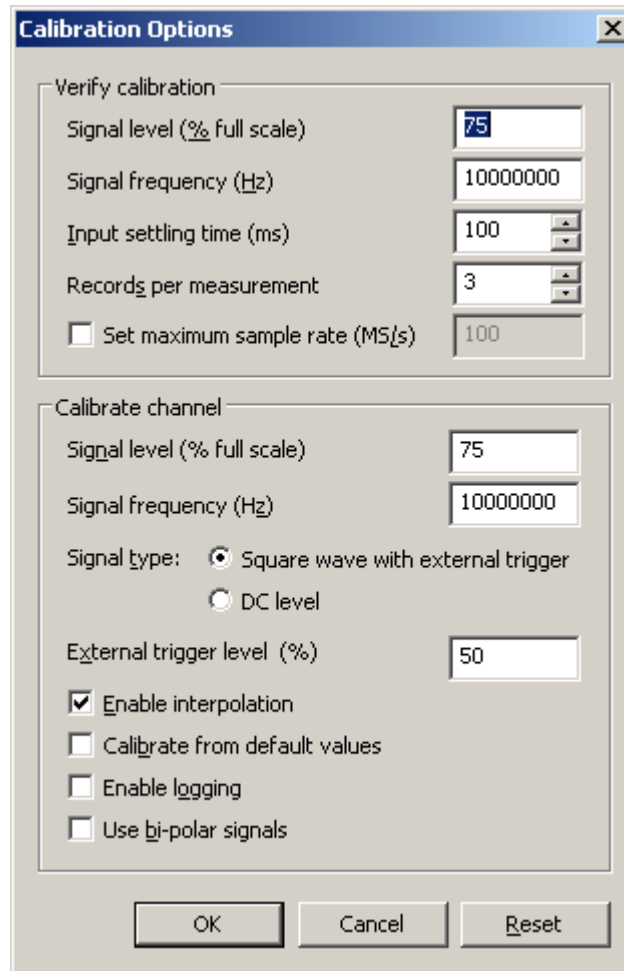 Calibration Options
Verify calibration
Signal level (% full scale) 75
Signal frequency (Hz) 10000000
Input settling time (ms) 100
Records per measurement 3
Set maximum sample rate (MS/s) 100
Calibrate channel
Signal level (% full scale) 75
Signal frequency (Hz) 10000000
Signal type: Square wave with external trigger
DC level
External trigger level (%) 50
Enable interpolation
Calibrate from default values
Enable logging
Use bi-polar signals
OK Cancel Reset